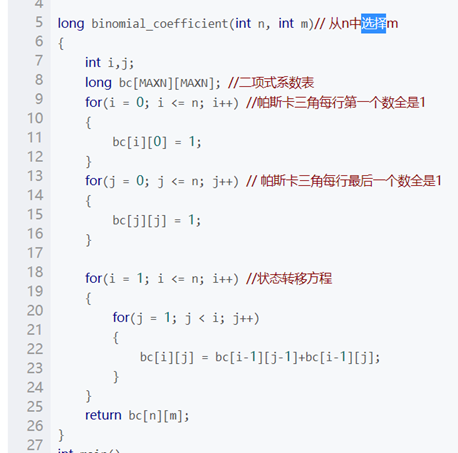 4
5 long binomial_coefficient(int n, int m)// 从n中选择m
6 {
7 int i,j;
8 long bc[MAXN][MAXN]; //二项式系数表
9 for(i = 0; i <= n; i++) //帕斯卡三角每行第一个数全是1
10 {
11 bc[i][0] = 1;
12 }
13 for(j = 0; j <= n; j++) // 帕斯卡三角每行最后一个数全是1
14 {
15 bc[j][j] = 1;
16 }
17
18 for(i = 1; i <= n; i++) //状态转移方程
19 {
20 for(j = 1; j < i; j++)
21 {
22 bc[i][j] = bc[i-1][j-1]+bc[i-1][j];
23 }
24 }
25 return bc[n][m];
26 }
27 int main()